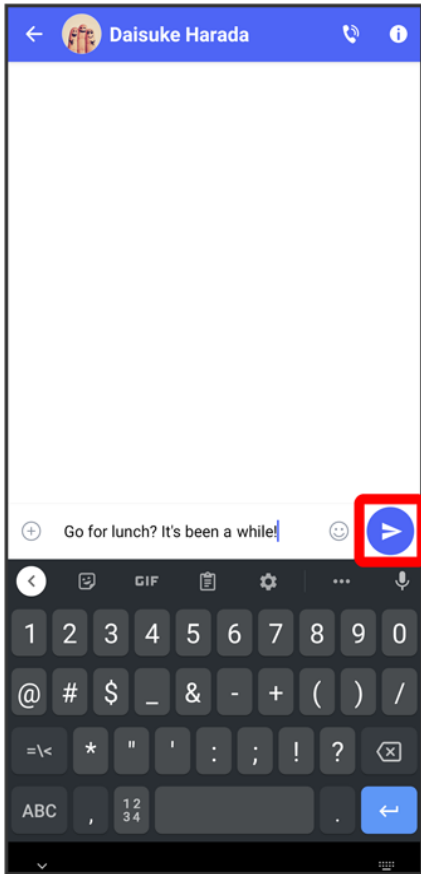 Daisuke Harada
Go for lunch? It's been a while!
GIF
1 2 3 4 5 6 7 8 9 0
@ # $ _ & - + ( ) /
=\< * " ' : ; ! ?
ABC , 12 34 .